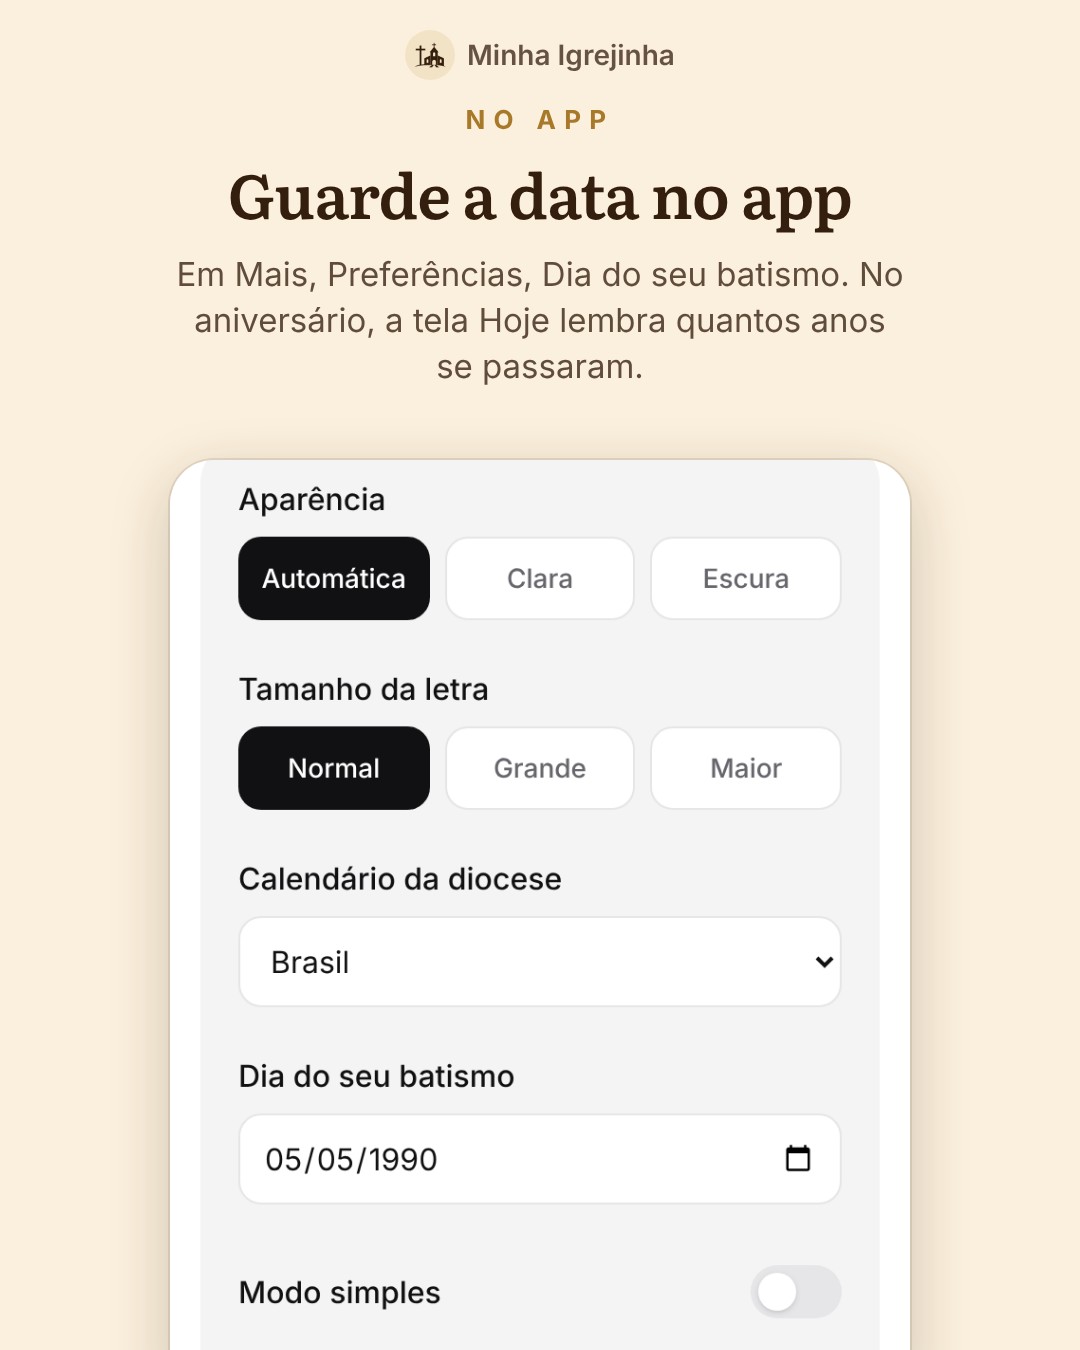 Minha Igrejinha
NO APP
Guarde a data no app
Em Mais, Preferências, Dia do seu batismo. No
aniversário, a tela Hoje lembra quantos anos
se passaram.
Aparência
Automática Clara Escura
Tamanho da letra
Normal Grande Maior
Calendário da diocese
Brasil
Dia do seu batismo
05/05/1990
Modo simples